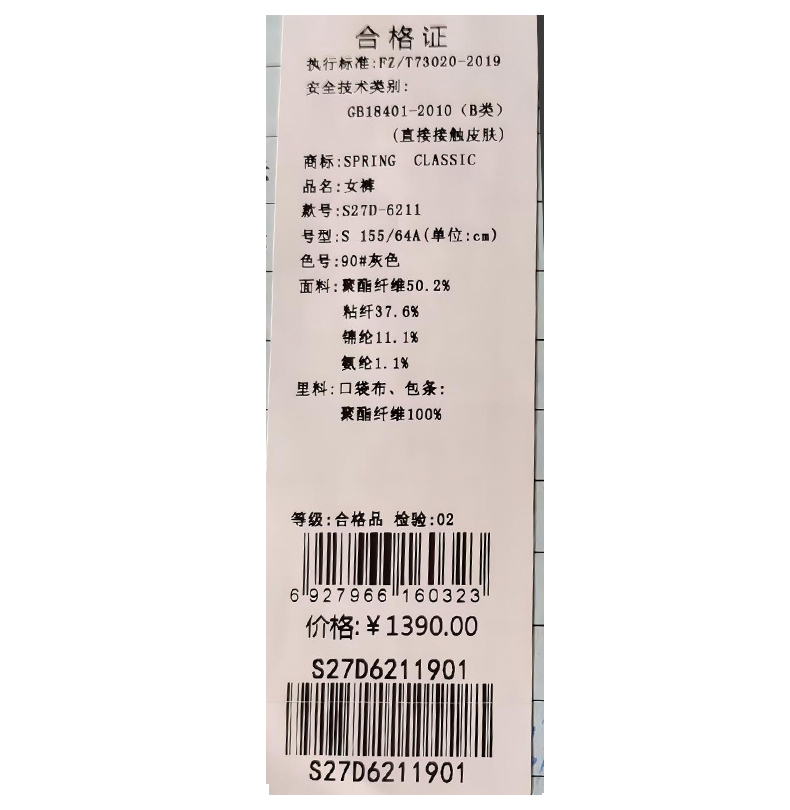 合格证
执行标准:FZ/T73020-2019
安全技术类别:
GB18401-2010（B类）
(直接接触皮肤)
商标:SPRING CLASSIC
品名:女裤
款号:S27D-6211
号型:S 155/64A(单位:cm)
色号:90#灰色
面料:聚酯纤维50.2%
粘纤37.6%
锦纶11.1%
氨纶1.1%
里料:口袋布、包条:
聚酯纤维100%
等级:合格品 检验:02
6 927966 160323
价格:￥1390.00
S27D6211901
S27D6211901